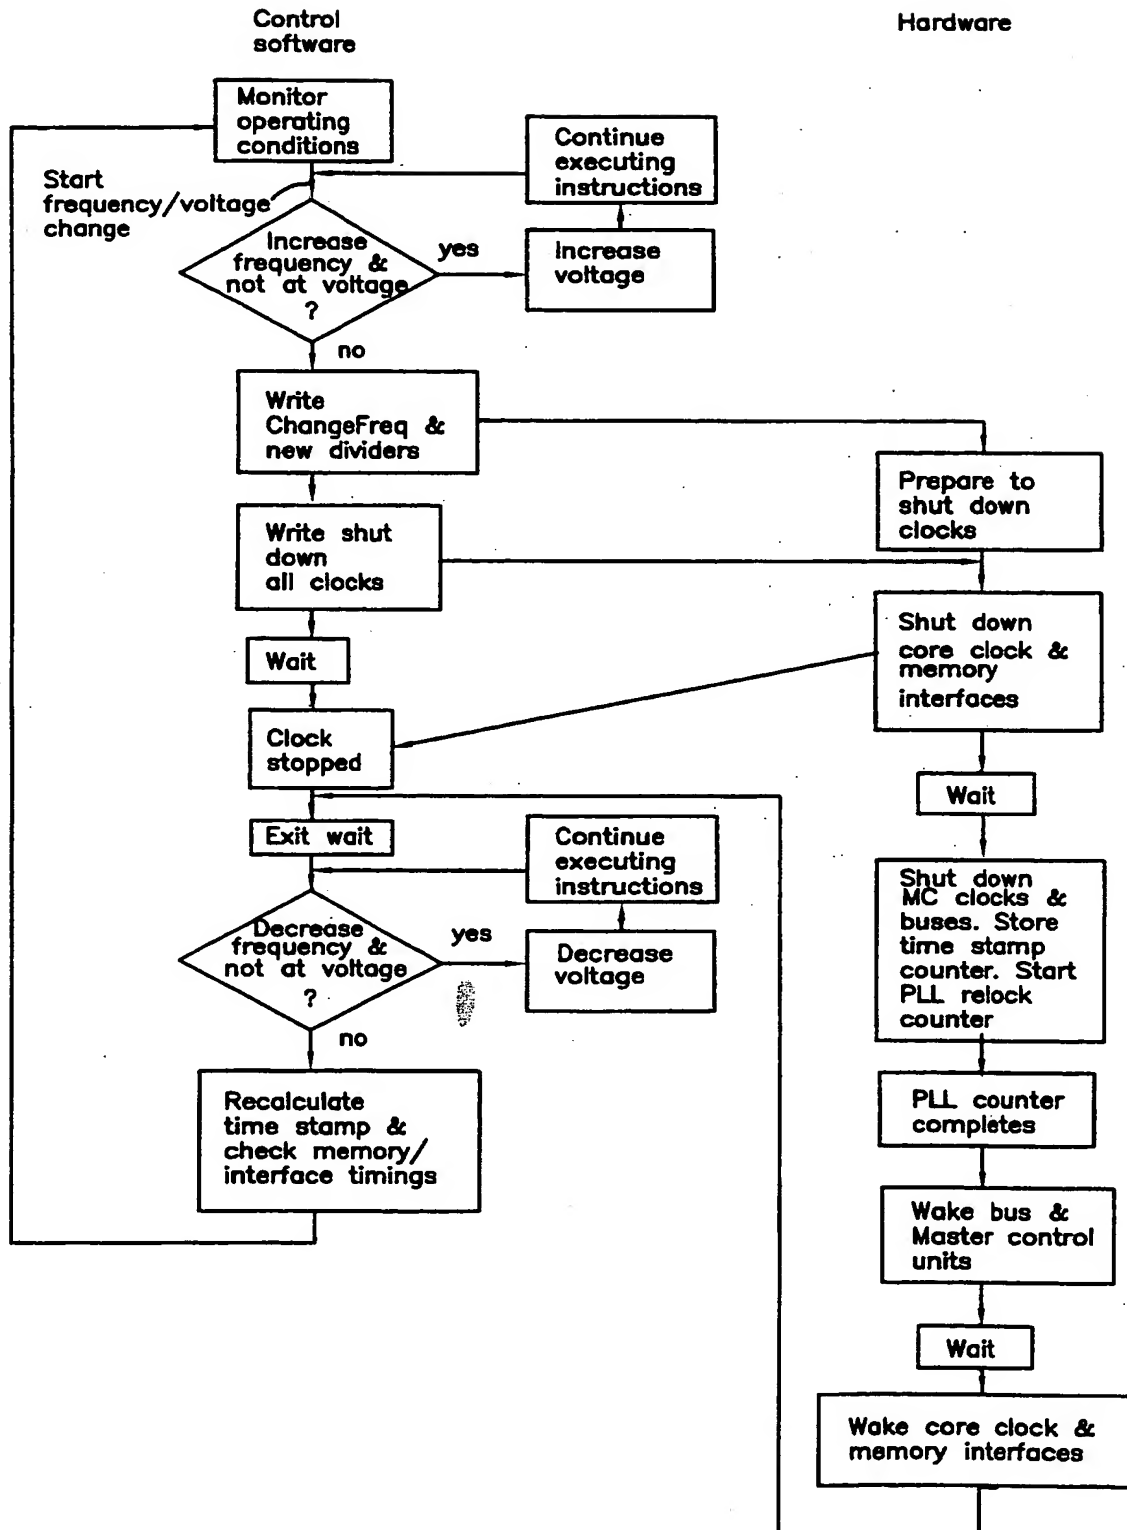 Control
software
Hardware
Monitor
operating
conditions
Continue
executing
instructions
Start
frequency/voltage
change
Increase
frequency &
not at voltage
?
yes
Increase
voltage
no
Write
ChangeFreq &
new dividers
Prepare to
shut down
clocks
Write shut
down
all clocks
Shut down
core clock &
memory
interfaces
Wait
Clock
stopped
Wait
Exit wait
Continue
executing
instructions
Shut down
MC clocks &
buses. Store
time stamp
counter. Start
PLL relock
counter
Decrease
frequency &
not at voltage
?
yes
Decrease
voltage
no
Recalculate
time stamp &
check memory/
interface timings
PLL counter
completes
Wake bus &
Master control
units
Wait
Wake core clock &
memory interfaces